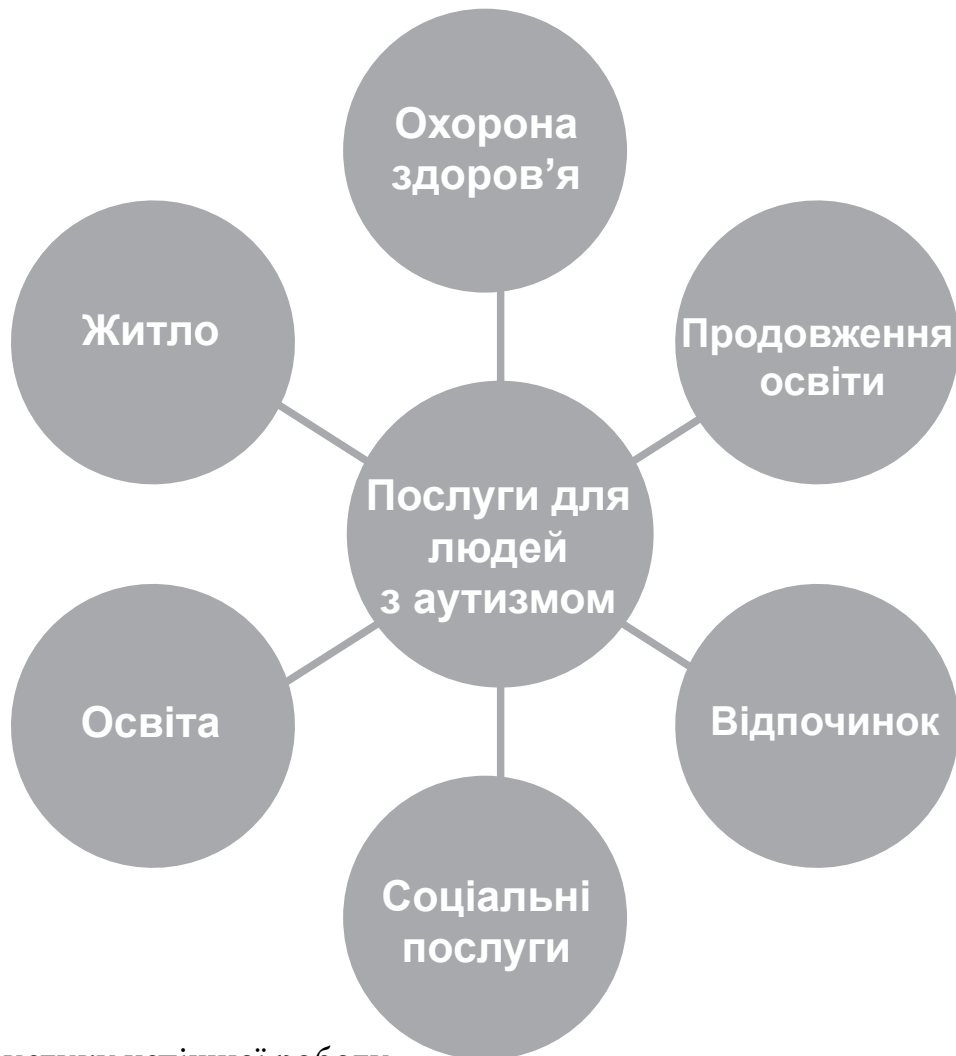 Охорона
здоров’я
Житло
Продовження
освіти
Послуги для
людей
з аутизмом
Освіта
Відпочинок
Соціальні
послуги